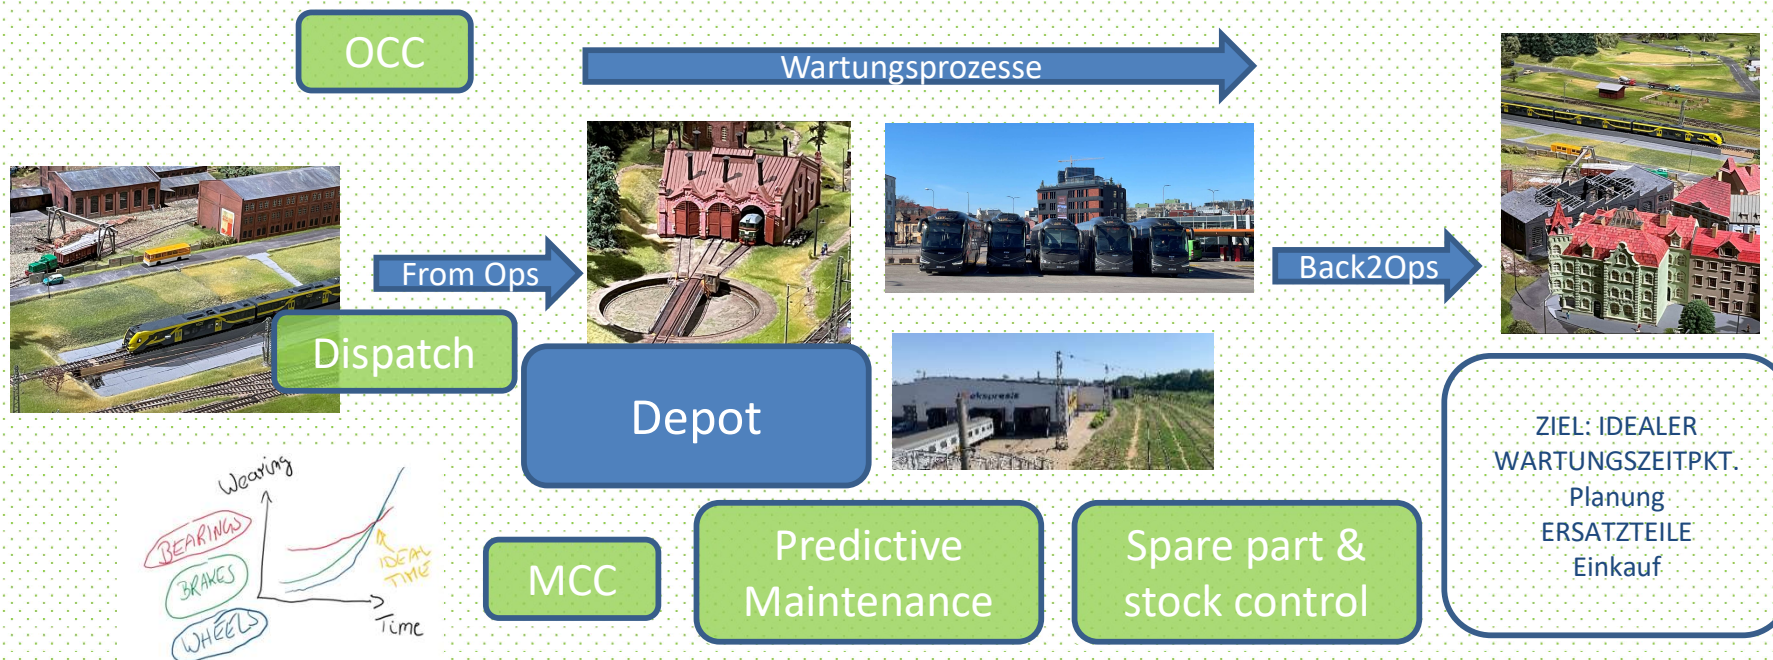 OCC
Wartungsprozesse
From Ops
Back2Ops
Dispatch
Depot
ekspresis
ZIEL: IDEALER
WARTUNGSZEITPKT.
Planung
ERSATZTEILE
Einkauf
Wearing
BEARINGS
BRAKES
WHEELS
IDEAL
TIME
Time
MCC
Predictive
Maintenance
Spare part &
stock control